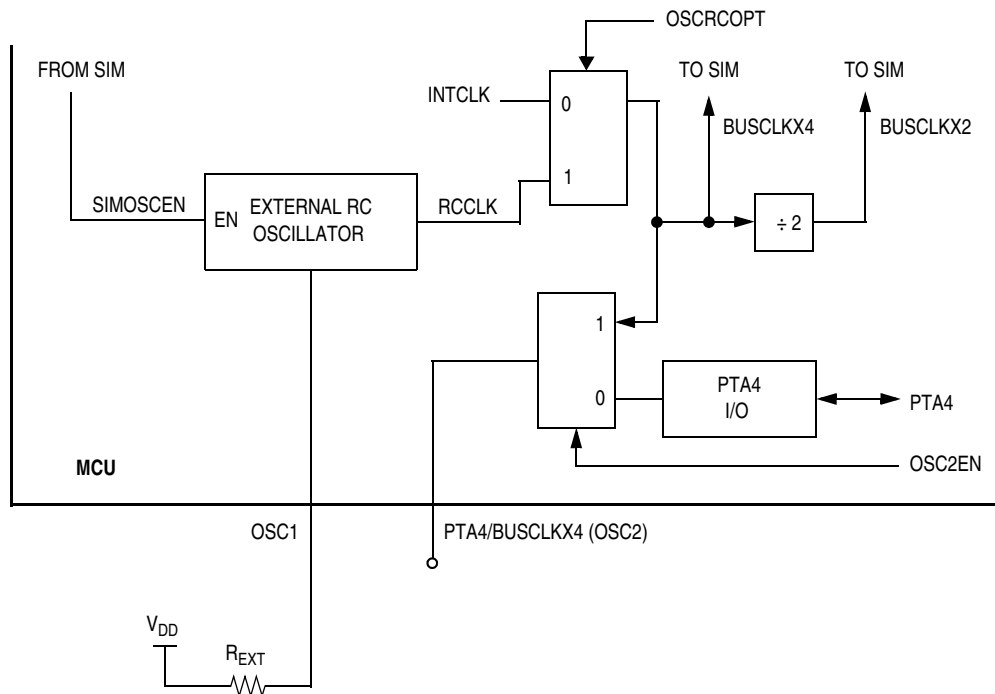 OSCRCOPT
FROM SIM
TO SIM
TO SIM
INTCLK
0
BUSCLKX4
BUSCLKX2
1
SIMOSCEN
EN
EXTERNAL RC
OSCILLATOR
RCCLK
÷ 2
1
0
PTA4
I/O
PTA4
MCU
OSC2EN
OSC1
PTA4/BUSCLKX4 (OSC2)
VDD
REXT